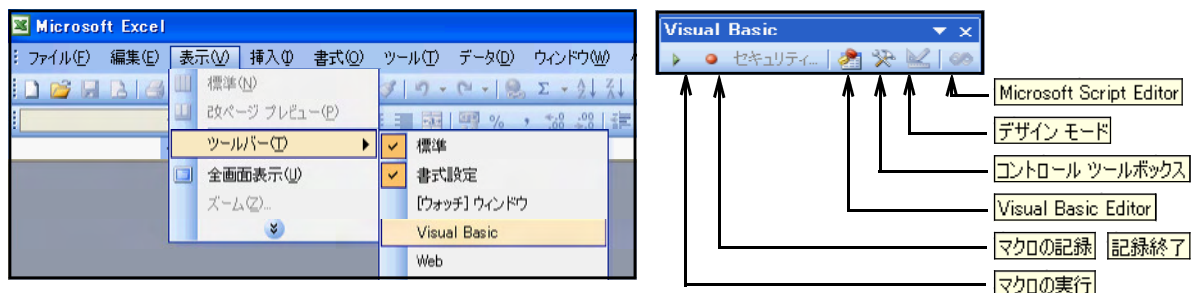 Microsoft Excel
ファイル(F) 編集(E) 表示(V) 挿入(I) 書式(O) ツール(T) データ(D) ウィンドウ(W)
標準(N)
改ページ プレビュー(P)
ツールバー(T)
全画面表示(U)
ズーム(Z)...
標準
書式設定
[ウォッチ] ウィンドウ
Visual Basic
Web
Visual Basic
セキュリティ...
Microsoft Script Editor
デザイン モード
コントロール ツールボックス
Visual Basic Editor
マクロの記録 記録終了
マクロの実行